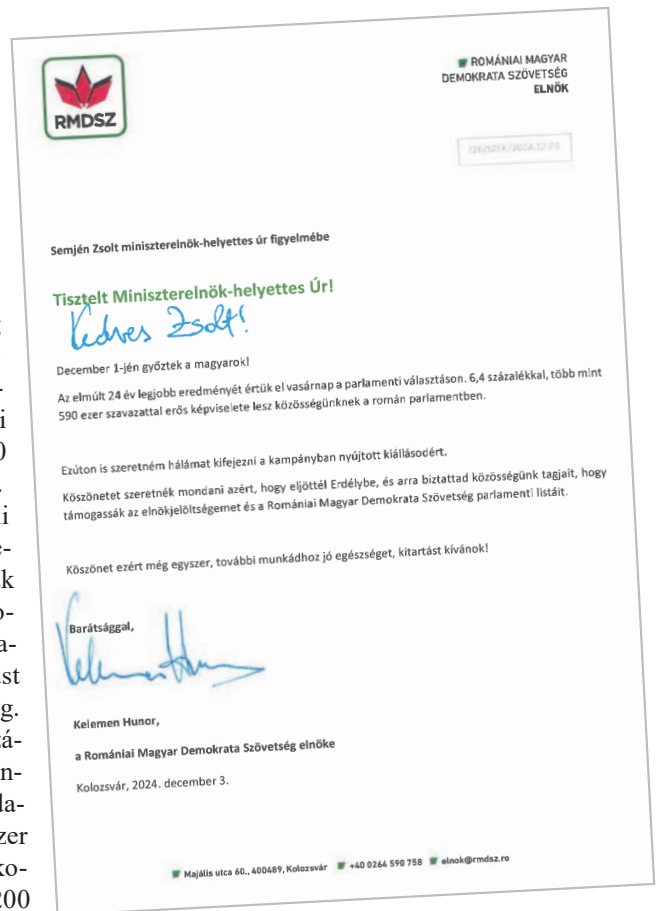 RMDSZ
ROMÁNIAI MAGYAR
DEMOKRATA SZÖVETSÉG
ELNÖK
Semjén Zsolt miniszterelnök-helyettes úr figyelmébe
Tisztelt Miniszterelnök-helyettes Úr!
Kedves Zsolt!
December 1-jén győztek a magyarok!
Az elmúlt 24 év legjobb eredményét értük el vasárnap a parlamenti választáson. 6,4 százalékkal, több mint
590 ezer szavazattal erős képviselete lesz közösségünknek a román parlamentben.
Ezúton is szeretném hálámat kifejezni a kampányban nyújtott kiállásodért.
Köszönetet szeretnék mondani azért, hogy eljöttél Erdélybe, és arra biztattad közösségünk tagjait, hogy
támogassák az elnökjelöltségemet és a Romániai Magyar Demokrata Szövetség parlamenti listáit.
Köszönet ezért még egyszer, további munkádhoz jó egészséget, kitartást kívánok!
Barátsággal,
Kelemen Hunor
Kelemen Hunor,
a Romániai Magyar Demokrata Szövetség elnöke
Kolozsvár, 2024. december 3.
Majális utca 60., 400489, Kolozsvár +40 0264 590 758 elnok@rmdsz.ro